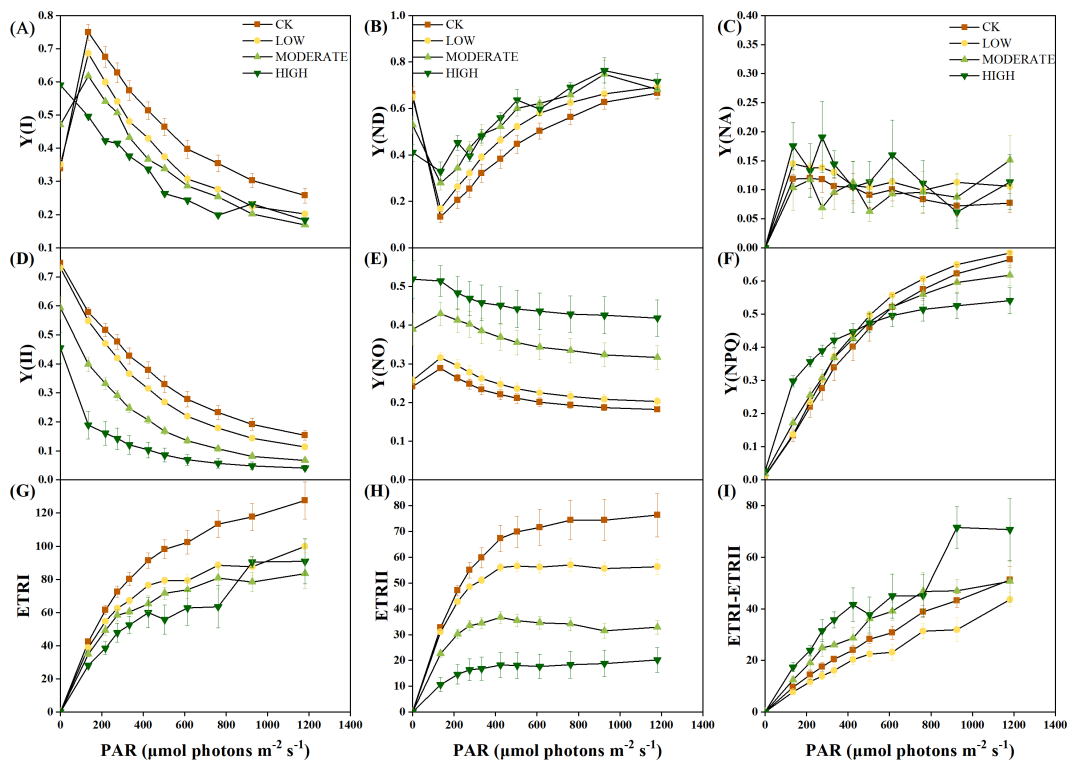 (A)
CK
LOW
MODERATE
HIGH
Y(I)
0.8
0.7
0.6
0.5
0.4
0.3
0.2
0.1
(B)
CK
LOW
MODERATE
HIGH
Y(ND)
1.0
0.8
0.6
0.4
0.2
0.0
(C)
CK
LOW
MODERATE
HIGH
Y(NA)
0.40
0.35
0.30
0.25
0.20
0.15
0.10
0.05
0.00
(D)
Y(II)
0.7
0.6
0.5
0.4
0.3
0.2
0.1
0.0
(E)
Y(NO)
0.5
0.4
0.3
0.2
0.1
0.0
(F)
Y(NPQ)
0.6
0.5
0.4
0.3
0.2
0.1
0.0
(G)
ETRI
120
100
80
60
40
20
0
0 200 400 600 800 1000 1200 1400
PAR (μmol photons m-2 s-1)
(H)
ETRII
80
70
60
50
40
30
20
10
0
0 200 400 600 800 1000 1200 1400
PAR (μmol photons m-2 s-1)
(I)
ETRI-ETRII
80
60
40
20
0
0 200 400 600 800 1000 1200 1400
PAR (μmol photons m-2 s-1)